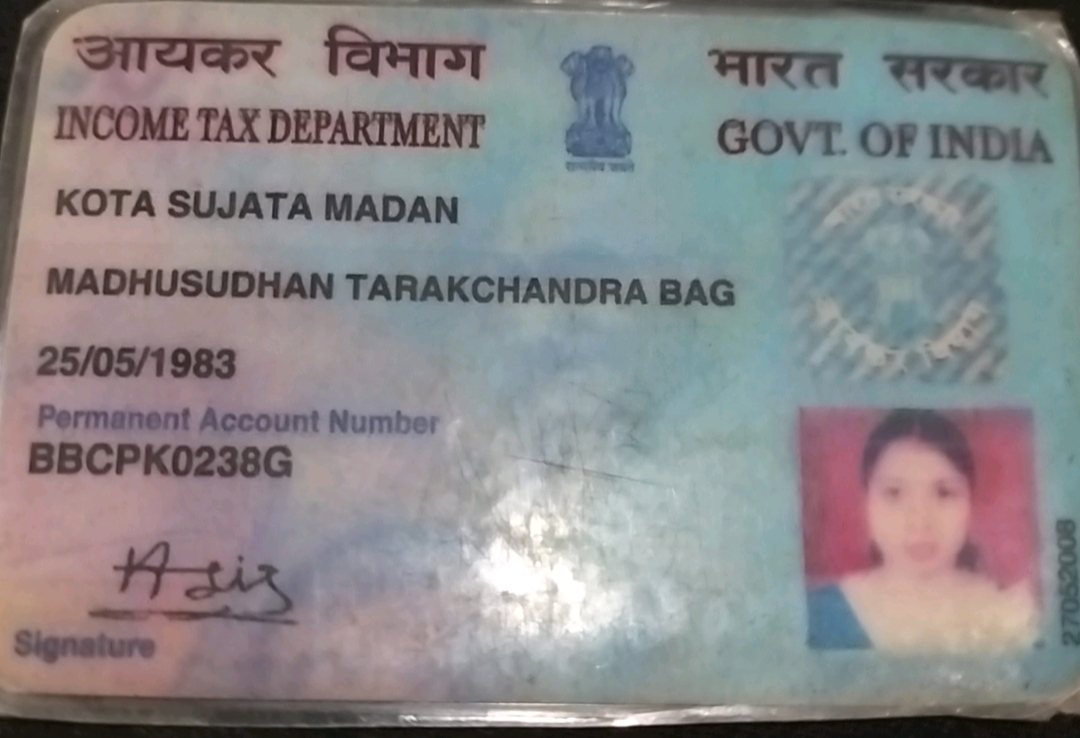 आयकर विभाग
INCOME TAX DEPARTMENT
भारत सरकार
GOVT. OF INDIA
KOTA SUJATA MADAN
MADHUSUDHAN TARAKCHANDRA BAG
25/05/1983
Permanent Account Number
BBCPK0238G
Signature
27052008